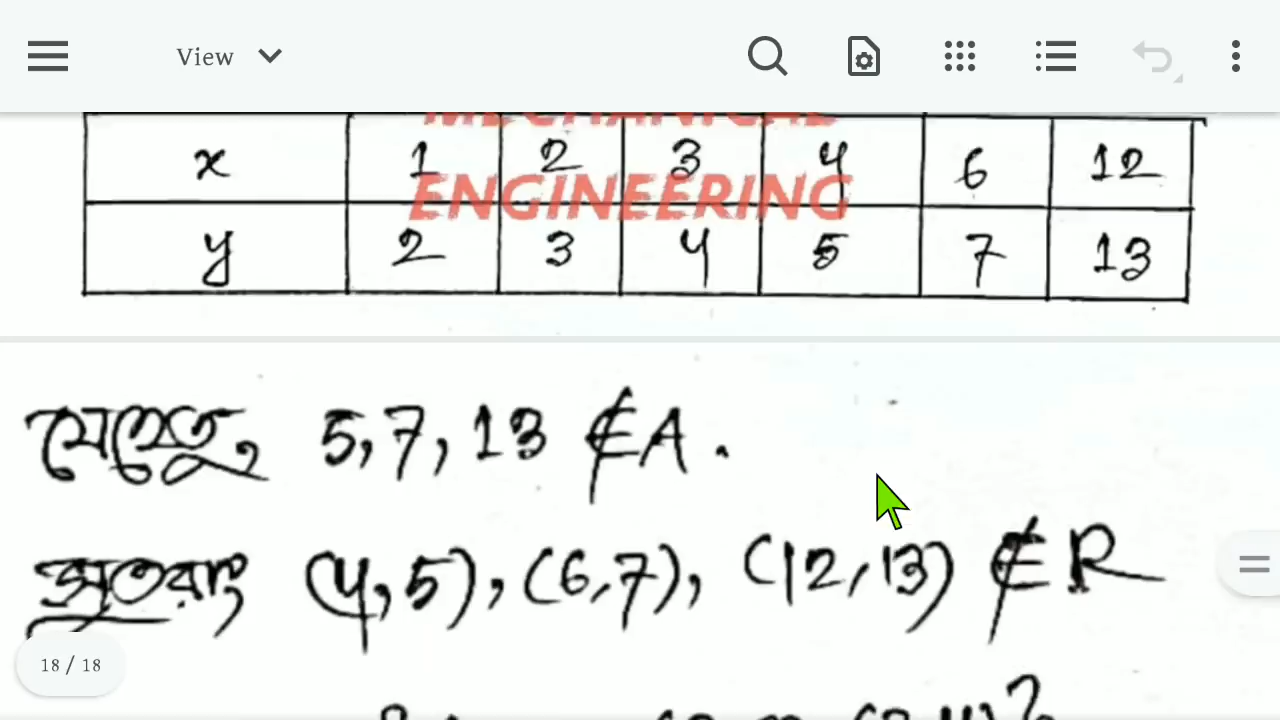 View
MECHANICAL
x 1 2 3 4 6 12
ENGINEERING
y 2 3 4 5 7 13
যেহেতু, 5, 7, 13 ∉ A.
সুতরাং (4, 5), (6, 7), (12, 13) ∉ R
18 / 18